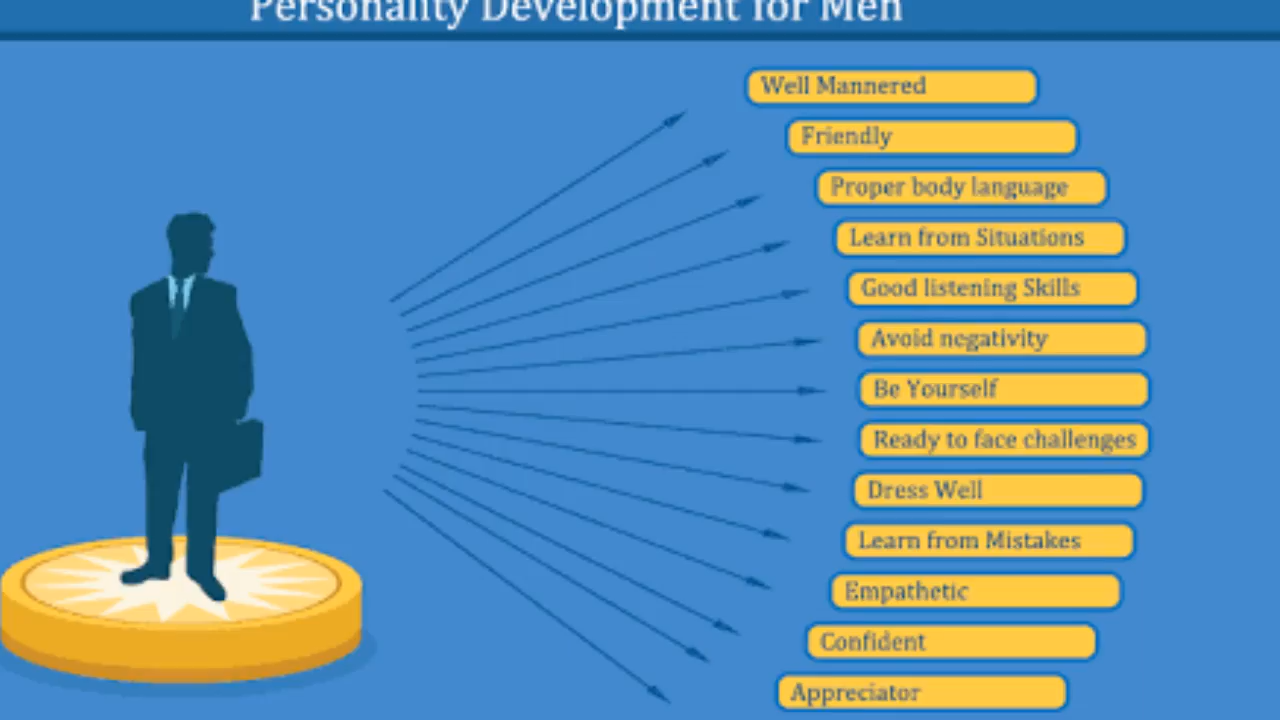 Personality Development for Men
Well Mannered
Friendly
Proper body language
Learn from Situations
Good listening Skills
Avoid negativity
Be Yourself
Ready to face challenges
Dress Well
Learn from Mistakes
Empathetic
Confident
Appreciator